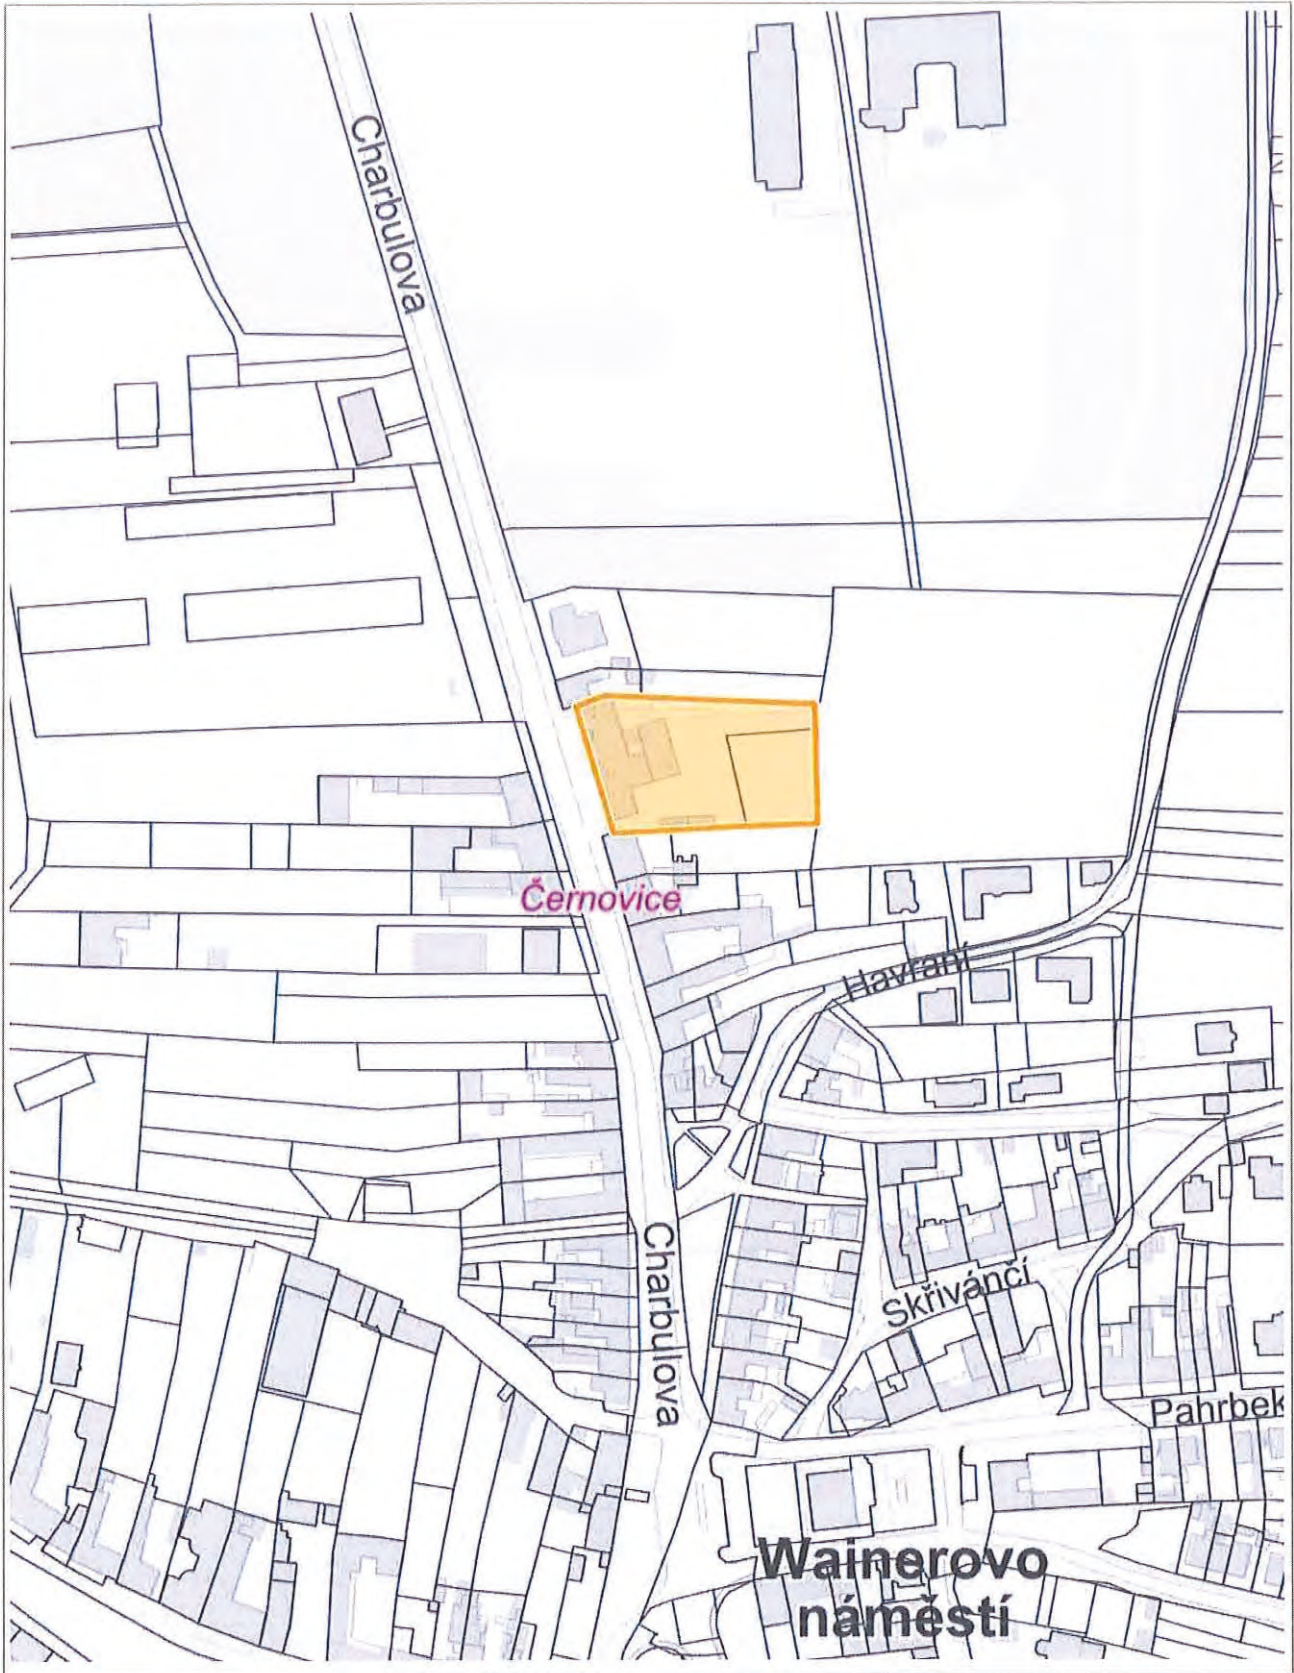 Charbulova
Černovice
Havraní
Charbulova
Skřivánčí
Pahrbek
Wainerovo
náměstí